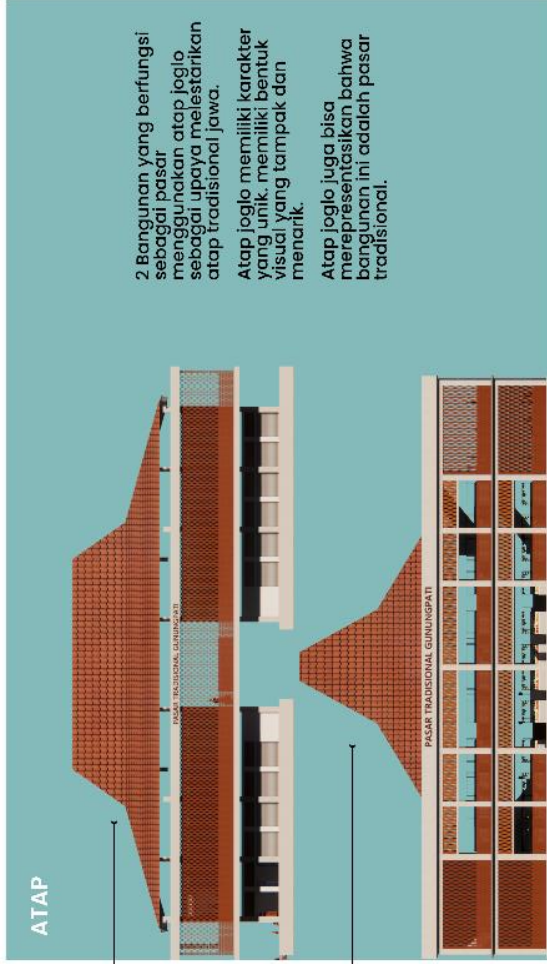 ATAP
2 Bangunan yang berfungsi
sebagai pasar
menggunakan atap joglo
sebagai upaya melestarikan
atap tradisional jawa.
Atap joglo memiliki karakter
yang unik. memiliki bentuk
visual yang tampak dan
menarik.
Atap joglo juga bisa
merepresentasikan bahwa
bangunan ini adalah pasar
tradisional.
PASAR TRADISIONAL GUNUNGPATI
PASAR TRADISIONAL GUNUNGPATI